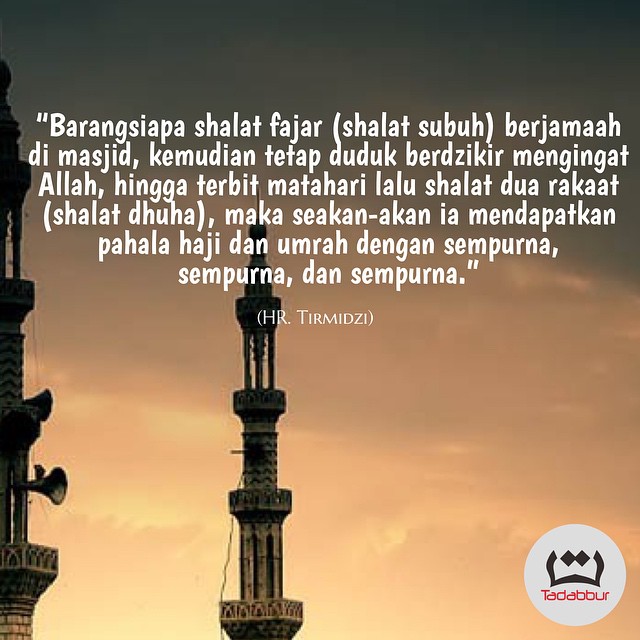 “Barangsiapa shalat fajar (shalat subuh) berjamaah
di masjid, kemudian tetap duduk berdzikir mengingat
Allah, hingga terbit matahari lalu shalat dua rakaat
(shalat dhuha), maka seakan-akan ia mendapatkan
pahala haji dan umrah dengan sempurna,
sempurna, dan sempurna.”
(HR. Tirmidzi)
Tadabbur